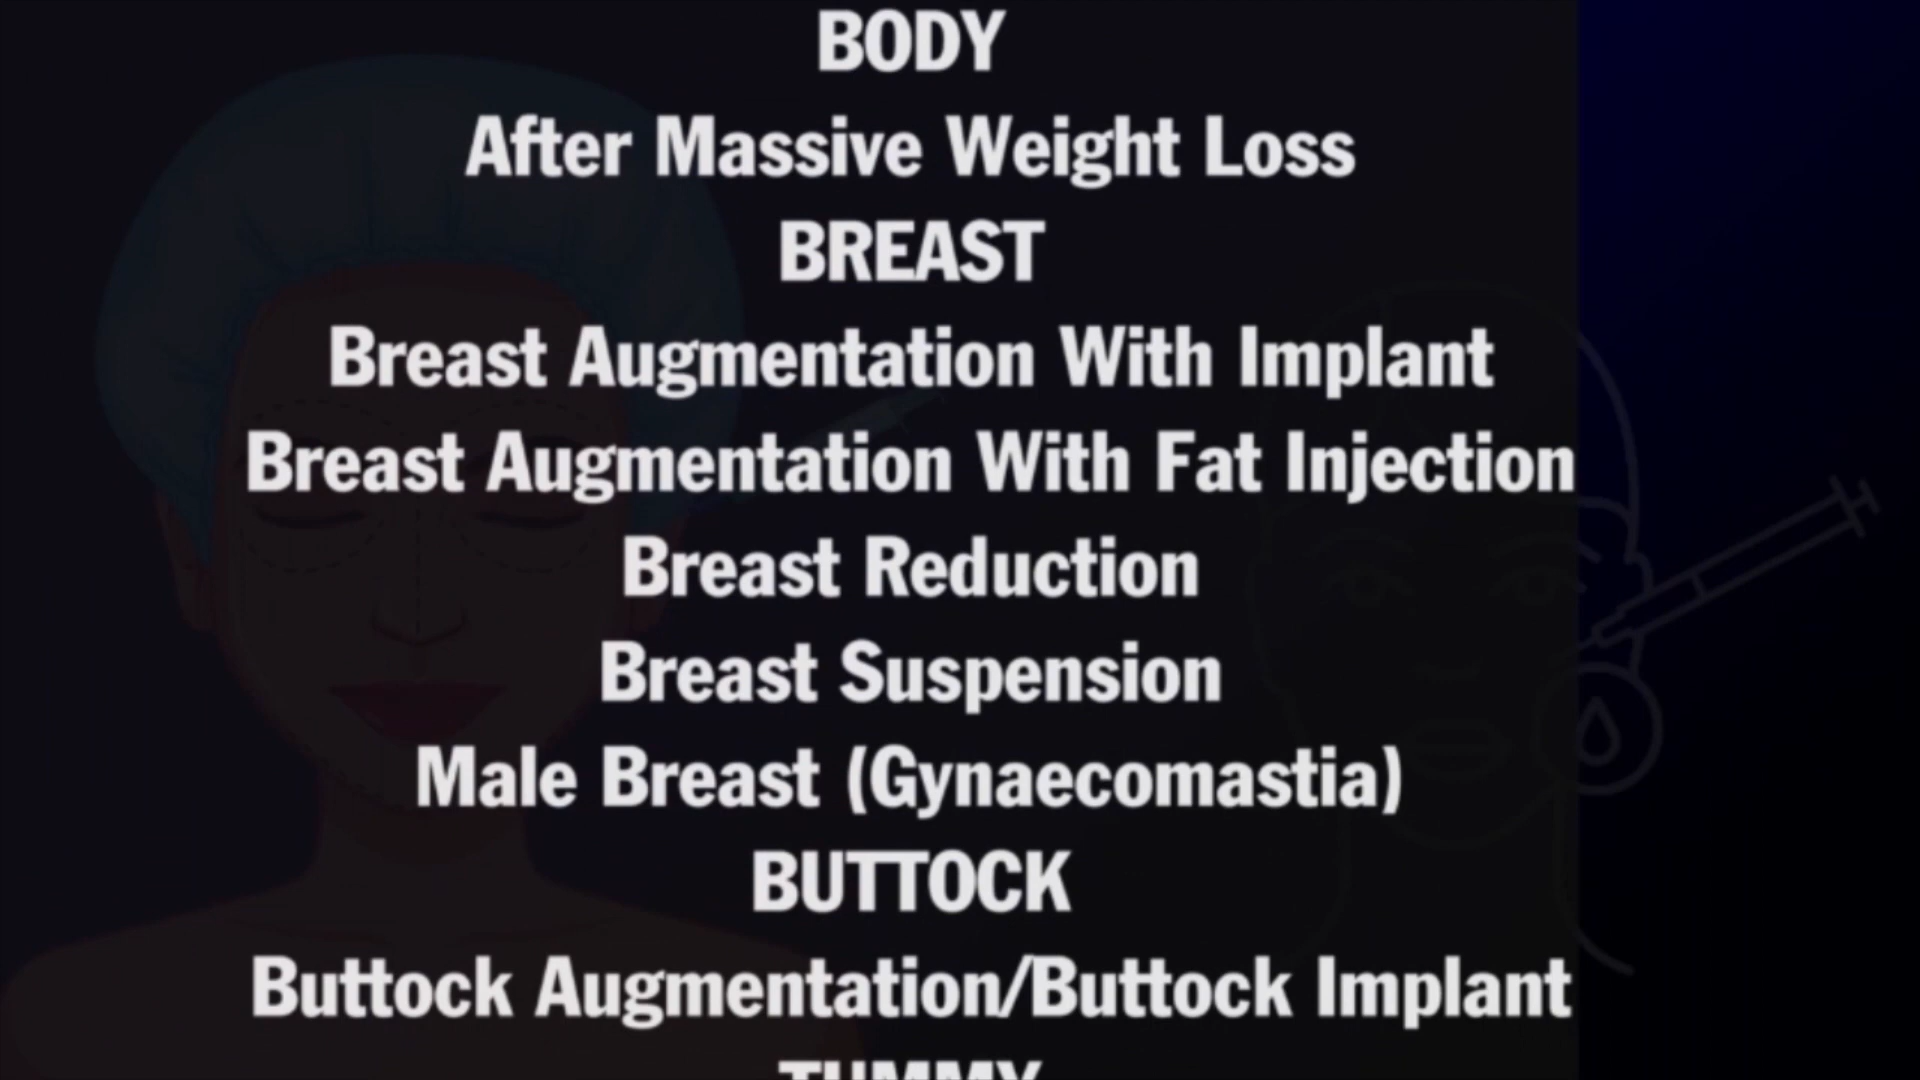 BODY
After Massive Weight Loss
BREAST
Breast Augmentation With Implant
Breast Augmentation With Fat Injection
Breast Reduction
Breast Suspension
Male Breast (Gynaecomastia)
BUTTOCK
Buttock Augmentation/Buttock Implant
TUMMY